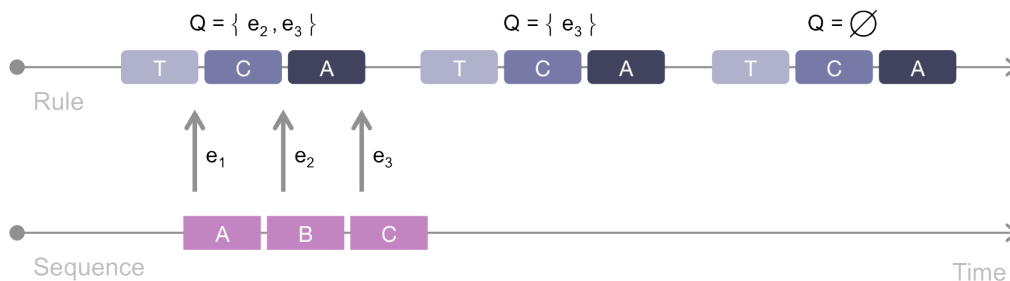 Q = { e₂ , e₃ }
Q = { e₃ }
Q = ∅
T C A T C A T C A
Rule
e₁ e₂ e₃
A B C
Sequence
Time